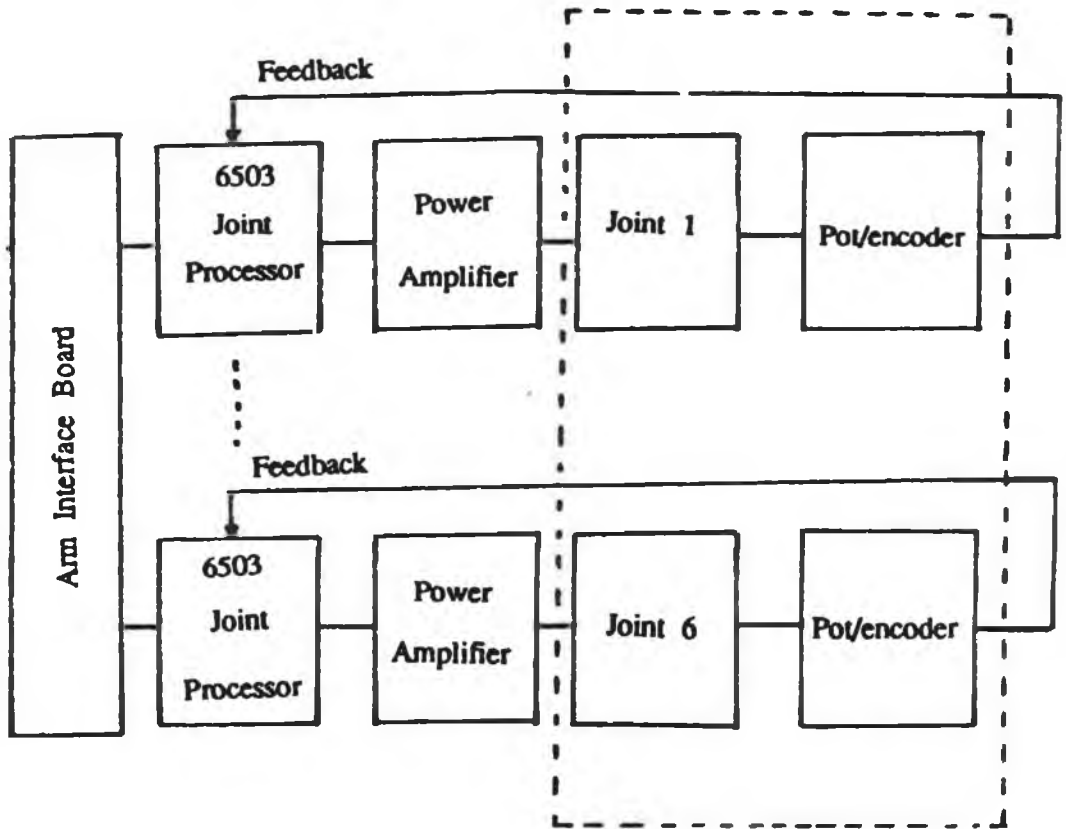 Feedback
6503
Joint
Processor
Power
Amplifier
Joint 1
Pot/encoder
Arm Interface Board
Feedback
6503
Joint
Processor
Power
Amplifier
Joint 6
Pot/encoder